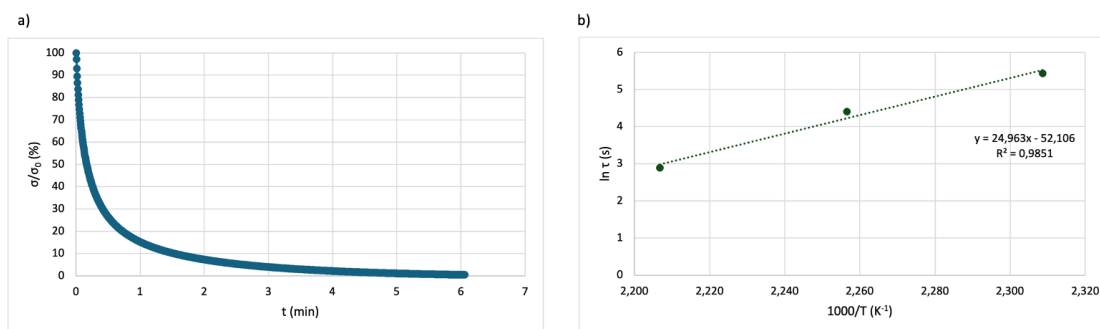 a)
100
90
80
70
60
50
40
30
20
10
0
σ/σ₀ (%)
0 1 2 3 4 5 6 7
t (min)
b)
6
5
4
3
2
1
0
ln τ (s)
y = 24,963x - 52,106
R² = 0,9851
2,200 2,220 2,240 2,260 2,280 2,300 2,320
1000/T (K⁻¹)